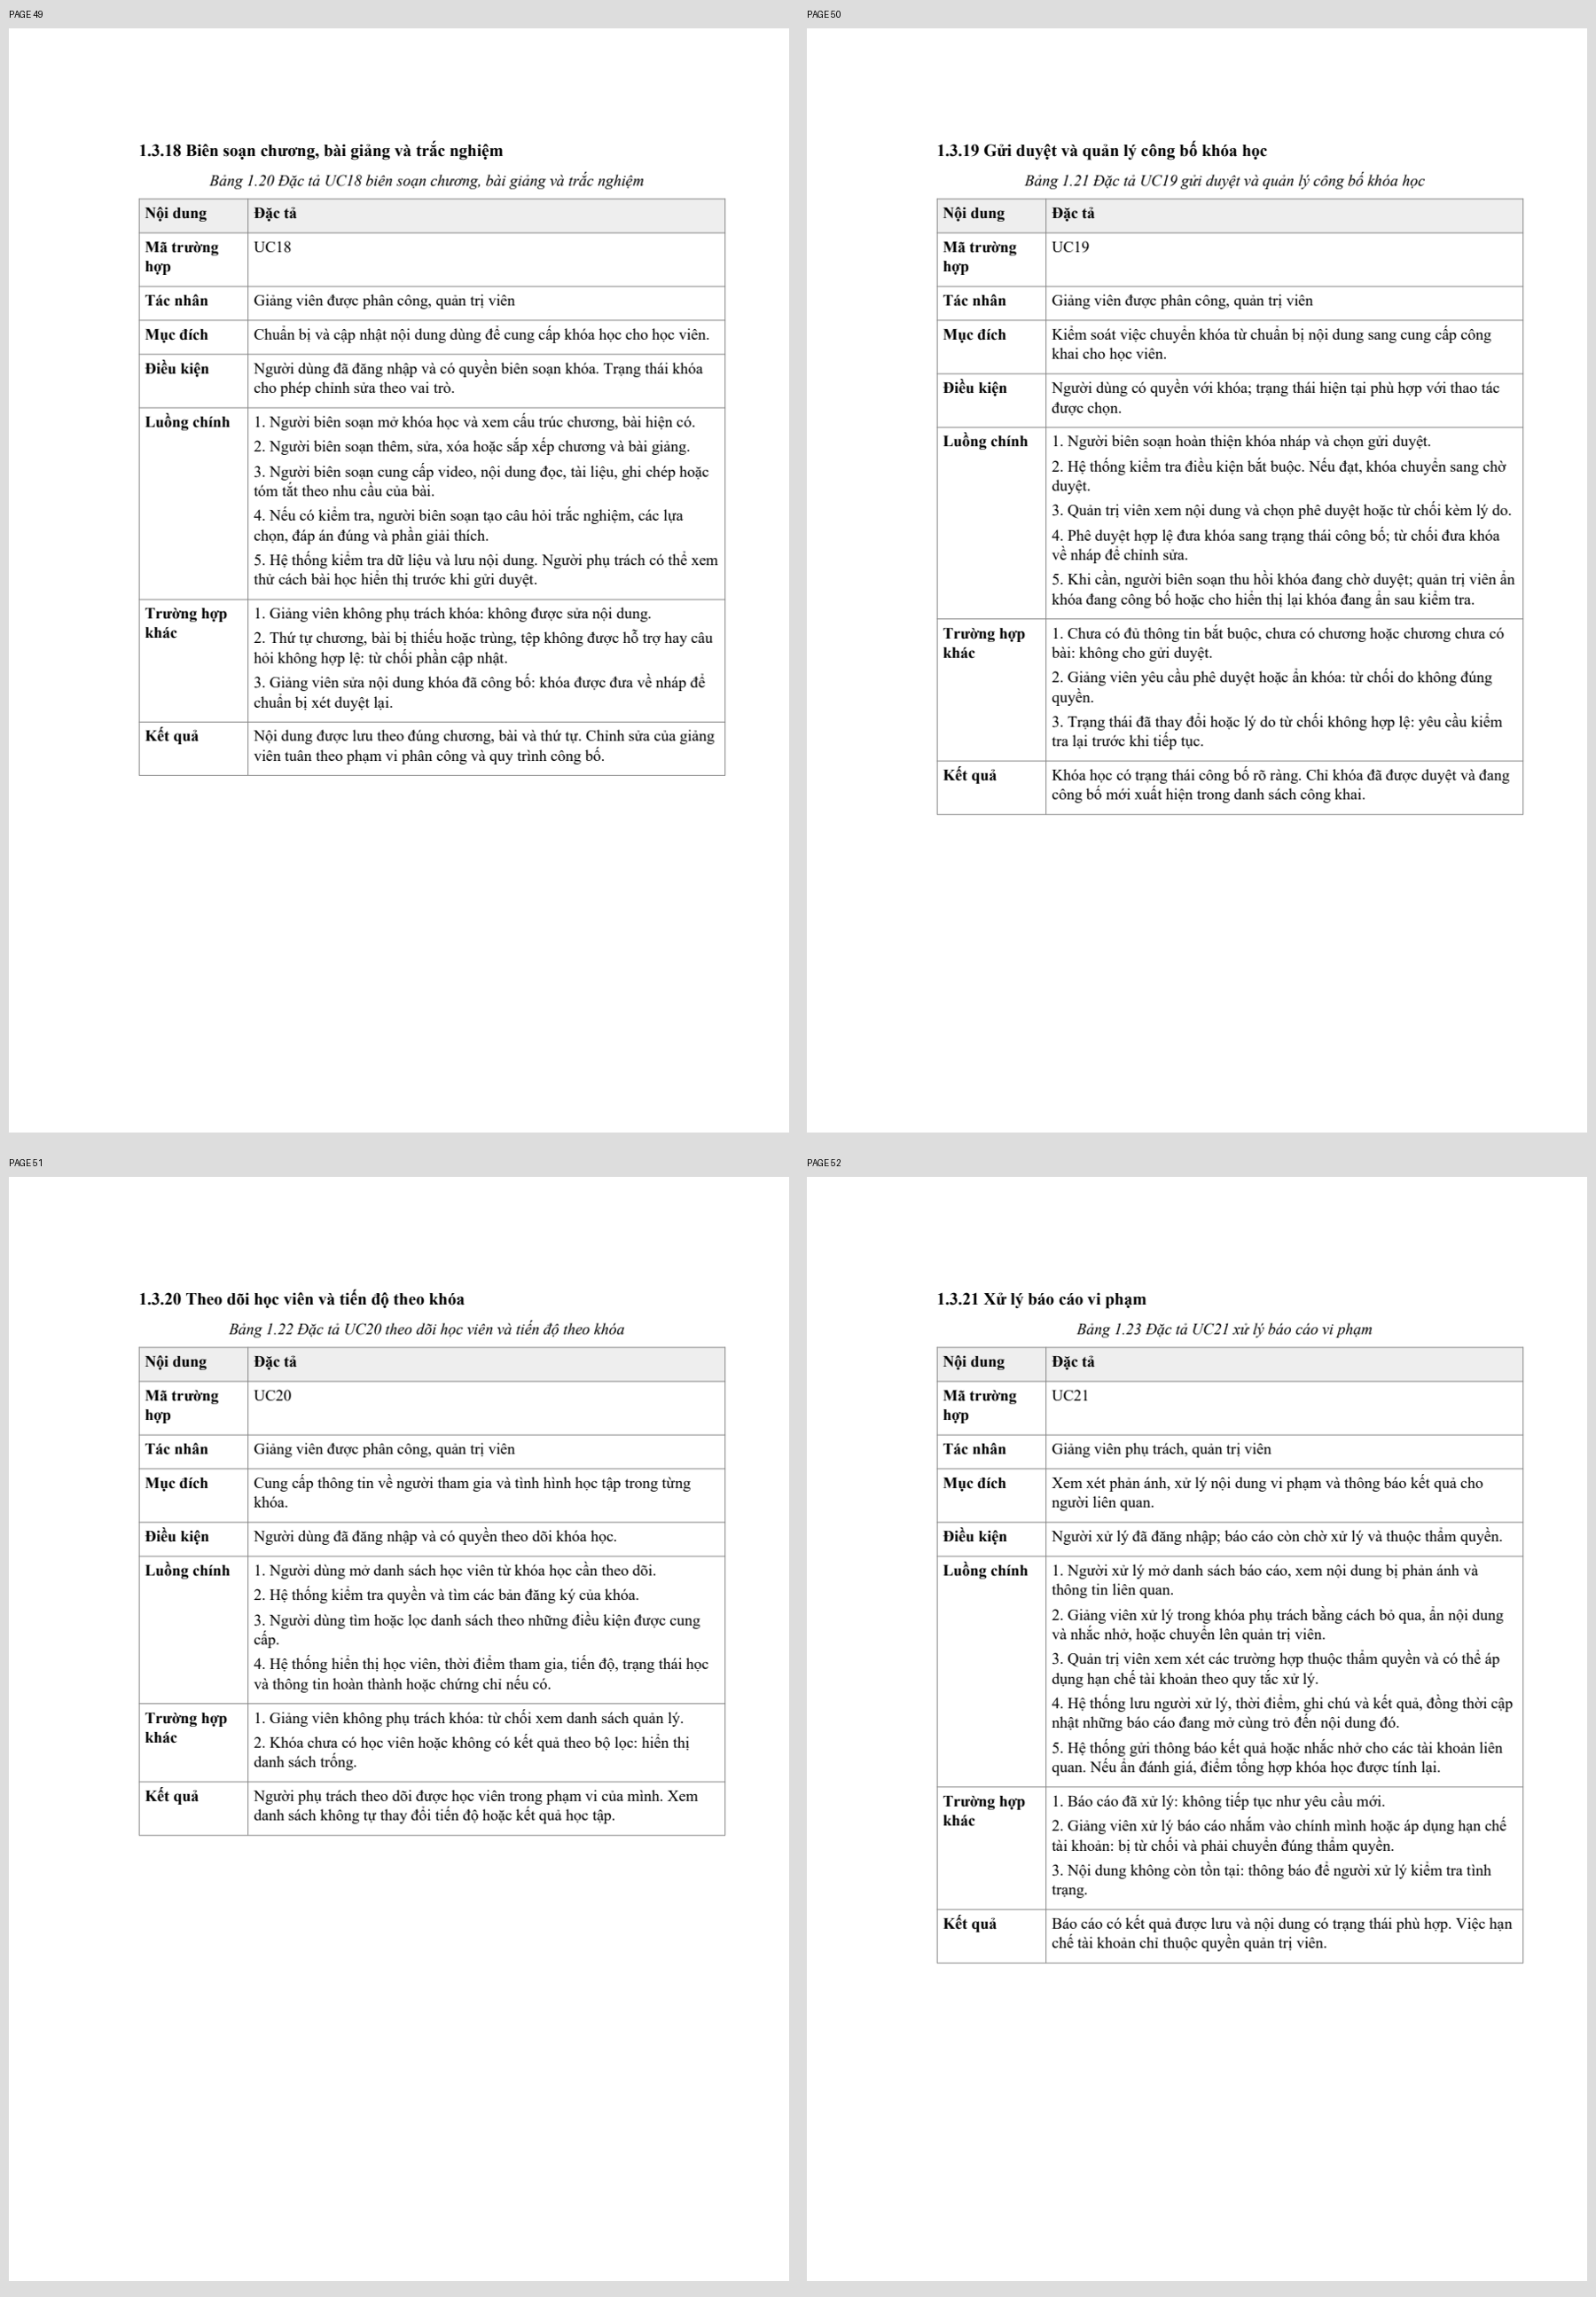 PAGE 49
1.3.18 Biên soạn chương, bài giảng và trắc nghiệm
Bảng 1.20 Đặc tả UC18 biên soạn chương, bài giảng và trắc nghiệm
Nội dung Đặc tả
Mã trường UC18
hợp
Tác nhân Giảng viên được phân công, quản trị viên
Mục đích Chuẩn bị và cập nhật nội dung dùng để cung cấp khóa học cho học viên.
Điều kiện Người dùng đã đăng nhập và có quyền biên soạn khóa. Trạng thái khóa
cho phép chỉnh sửa theo vai trò.
Luồng chính 1. Người biên soạn mở khóa học và xem cấu trúc chương, bài hiện có.
2. Người biên soạn thêm, sửa, xóa hoặc sắp xếp chương và bài giảng.
3. Người biên soạn cung cấp video, nội dung đọc, tài liệu, ghi chép hoặc
tóm tắt theo nhu cầu của bài.
4. Nếu có kiểm tra, người biên soạn tạo câu hỏi trắc nghiệm, các lựa
chọn, đáp án đúng và phần giải thích.
5. Hệ thống kiểm tra dữ liệu và lưu nội dung. Người phụ trách có thể xem
thử cách bài học hiển thị trước khi gửi duyệt.
Trường hợp 1. Giảng viên không phụ trách khóa: không được sửa nội dung.
khác
2. Thứ tự chương, bài bị thiếu hoặc trùng, tệp không được hỗ trợ hay câu
hỏi không hợp lệ: từ chối phần cập nhật.
3. Giảng viên sửa nội dung khóa đã công bố: khóa được đưa về nháp để
chuẩn bị xét duyệt lại.
Kết quả Nội dung được lưu theo đúng chương, bài và thứ tự. Chỉnh sửa của giảng
viên tuân theo phạm vi phân công và quy trình công bố.
PAGE 50
1.3.19 Gửi duyệt và quản lý công bố khóa học
Bảng 1.21 Đặc tả UC19 gửi duyệt và quản lý công bố khóa học
Nội dung Đặc tả
Mã trường UC19
hợp
Tác nhân Giảng viên được phân công, quản trị viên
Mục đích Kiểm soát việc chuyển khóa từ chuẩn bị nội dung sang cung cấp công
khai cho học viên.
Điều kiện Người dùng có quyền với khóa; trạng thái hiện tại phù hợp với thao tác
được chọn.
Luồng chính 1. Người biên soạn hoàn thiện khóa nháp và chọn gửi duyệt.
2. Hệ thống kiểm tra điều kiện bắt buộc. Nếu đạt, khóa chuyển sang chờ
duyệt.
3. Quản trị viên xem nội dung và chọn phê duyệt hoặc từ chối kèm lý do.
4. Phê duyệt hợp lệ đưa khóa sang trạng thái công bố; từ chối đưa khóa
về nháp để chỉnh sửa.
5. Khi cần, người biên soạn thu hồi khóa đang chờ duyệt; quản trị viên ẩn
khóa đang công bố hoặc cho hiển thị lại khóa đang ẩn sau kiểm tra.
Trường hợp 1. Chưa có đủ thông tin bắt buộc, chưa có chương hoặc chương chưa có
khác bài: không cho gửi duyệt.
2. Giảng viên yêu cầu phê duyệt hoặc ẩn khóa: từ chối do không đúng
quyền.
3. Trạng thái đã thay đổi hoặc lý do từ chối không hợp lệ: yêu cầu kiểm
tra lại trước khi tiếp tục.
Kết quả Khóa học có trạng thái công bố rõ ràng. Chỉ khóa đã được duyệt và đang
công bố mới xuất hiện trong danh sách công khai.
PAGE 51
1.3.20 Theo dõi học viên và tiến độ theo khóa
Bảng 1.22 Đặc tả UC20 theo dõi học viên và tiến độ theo khóa
Nội dung Đặc tả
Mã trường UC20
hợp
Tác nhân Giảng viên được phân công, quản trị viên
Mục đích Cung cấp thông tin về người tham gia và tình hình học tập trong từng
khóa.
Điều kiện Người dùng đã đăng nhập và có quyền theo dõi khóa học.
Luồng chính 1. Người dùng mở danh sách học viên từ khóa học cần theo dõi.
2. Hệ thống kiểm tra quyền và tìm các bản đăng ký của khóa.
3. Người dùng tìm hoặc lọc danh sách theo những điều kiện được cung
cấp.
4. Hệ thống hiển thị học viên, thời điểm tham gia, tiến độ, trạng thái học
và thông tin hoàn thành hoặc chứng chỉ nếu có.
Trường hợp 1. Giảng viên không phụ trách khóa: từ chối xem danh sách quản lý.
khác
2. Khóa chưa có học viên hoặc không có kết quả theo bộ lọc: hiển thị
danh sách trống.
Kết quả Người phụ trách theo dõi được học viên trong phạm vi của mình. Xem
danh sách không tự thay đổi tiến độ hoặc kết quả học tập.
PAGE 52
1.3.21 Xử lý báo cáo vi phạm
Bảng 1.23 Đặc tả UC21 xử lý báo cáo vi phạm
Nội dung Đặc tả
Mã trường UC21
hợp
Tác nhân Giảng viên phụ trách, quản trị viên
Mục đích Xem xét phản ánh, xử lý nội dung vi phạm và thông báo kết quả cho
người liên quan.
Điều kiện Người xử lý đã đăng nhập; báo cáo còn chờ xử lý và thuộc thẩm quyền.
Luồng chính 1. Người xử lý mở danh sách báo cáo, xem nội dung bị phản ánh và
thông tin liên quan.
2. Giảng viên xử lý trong khóa phụ trách bằng cách bỏ qua, ẩn nội dung
và nhắc nhở, hoặc chuyển lên quản trị viên.
3. Quản trị viên xem xét các trường hợp thuộc thẩm quyền và có thể áp
dụng hạn chế tài khoản theo quy tắc xử lý.
4. Hệ thống lưu người xử lý, thời điểm, ghi chú và kết quả, đồng thời cập
nhật những báo cáo đang mở cùng trỏ đến nội dung đó.
5. Hệ thống gửi thông báo kết quả hoặc nhắc nhở cho các tài khoản liên
quan. Nếu ẩn đánh giá, điểm tổng hợp khóa học được tính lại.
Trường hợp 1. Báo cáo đã xử lý: không tiếp tục như yêu cầu mới.
khác
2. Giảng viên xử lý báo cáo nhắm vào chính mình hoặc áp dụng hạn chế
tài khoản: bị từ chối và phải chuyển đúng thẩm quyền.
3. Nội dung không còn tồn tại: thông báo để người xử lý kiểm tra tình
trạng.
Kết quả Báo cáo có kết quả được lưu và nội dung có trạng thái phù hợp. Việc hạn
chế tài khoản chỉ thuộc quyền quản trị viên.